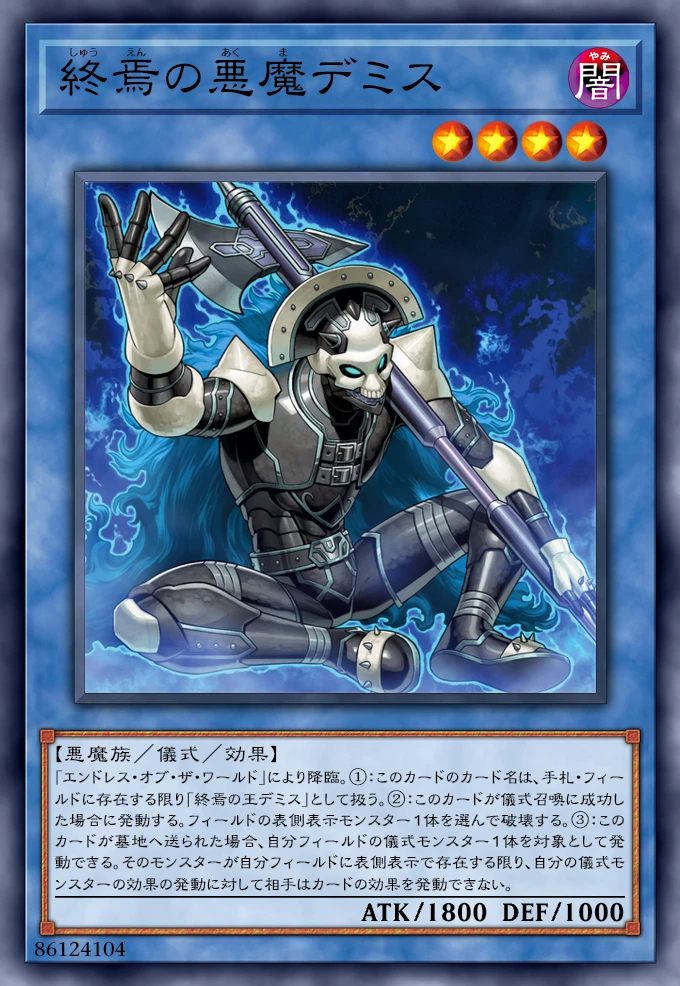 しゅう えん あく ま
終焉の悪魔デミス
やみ
闇
【悪魔族／儀式／効果】
「エンドレス・オブ・ザ・ワールド」により降臨。①：このカードのカード名は、手札・フィー
ルドに存在する限り「終焉の王デミス」として扱う。②：このカードが儀式召喚に成功し
た場合に発動する。フィールドの表側表示モンスター１体を選んで破壊する。③：この
カードが墓地へ送られた場合、自分フィールドの儀式モンスター１体を対象として発
動できる。そのモンスターが自分フィールドに表側表示で存在する限り、自分の儀式モ
ンスターの効果の発動に対して相手はカードの効果を発動できない。
ATK/1800 DEF/1000
86124104